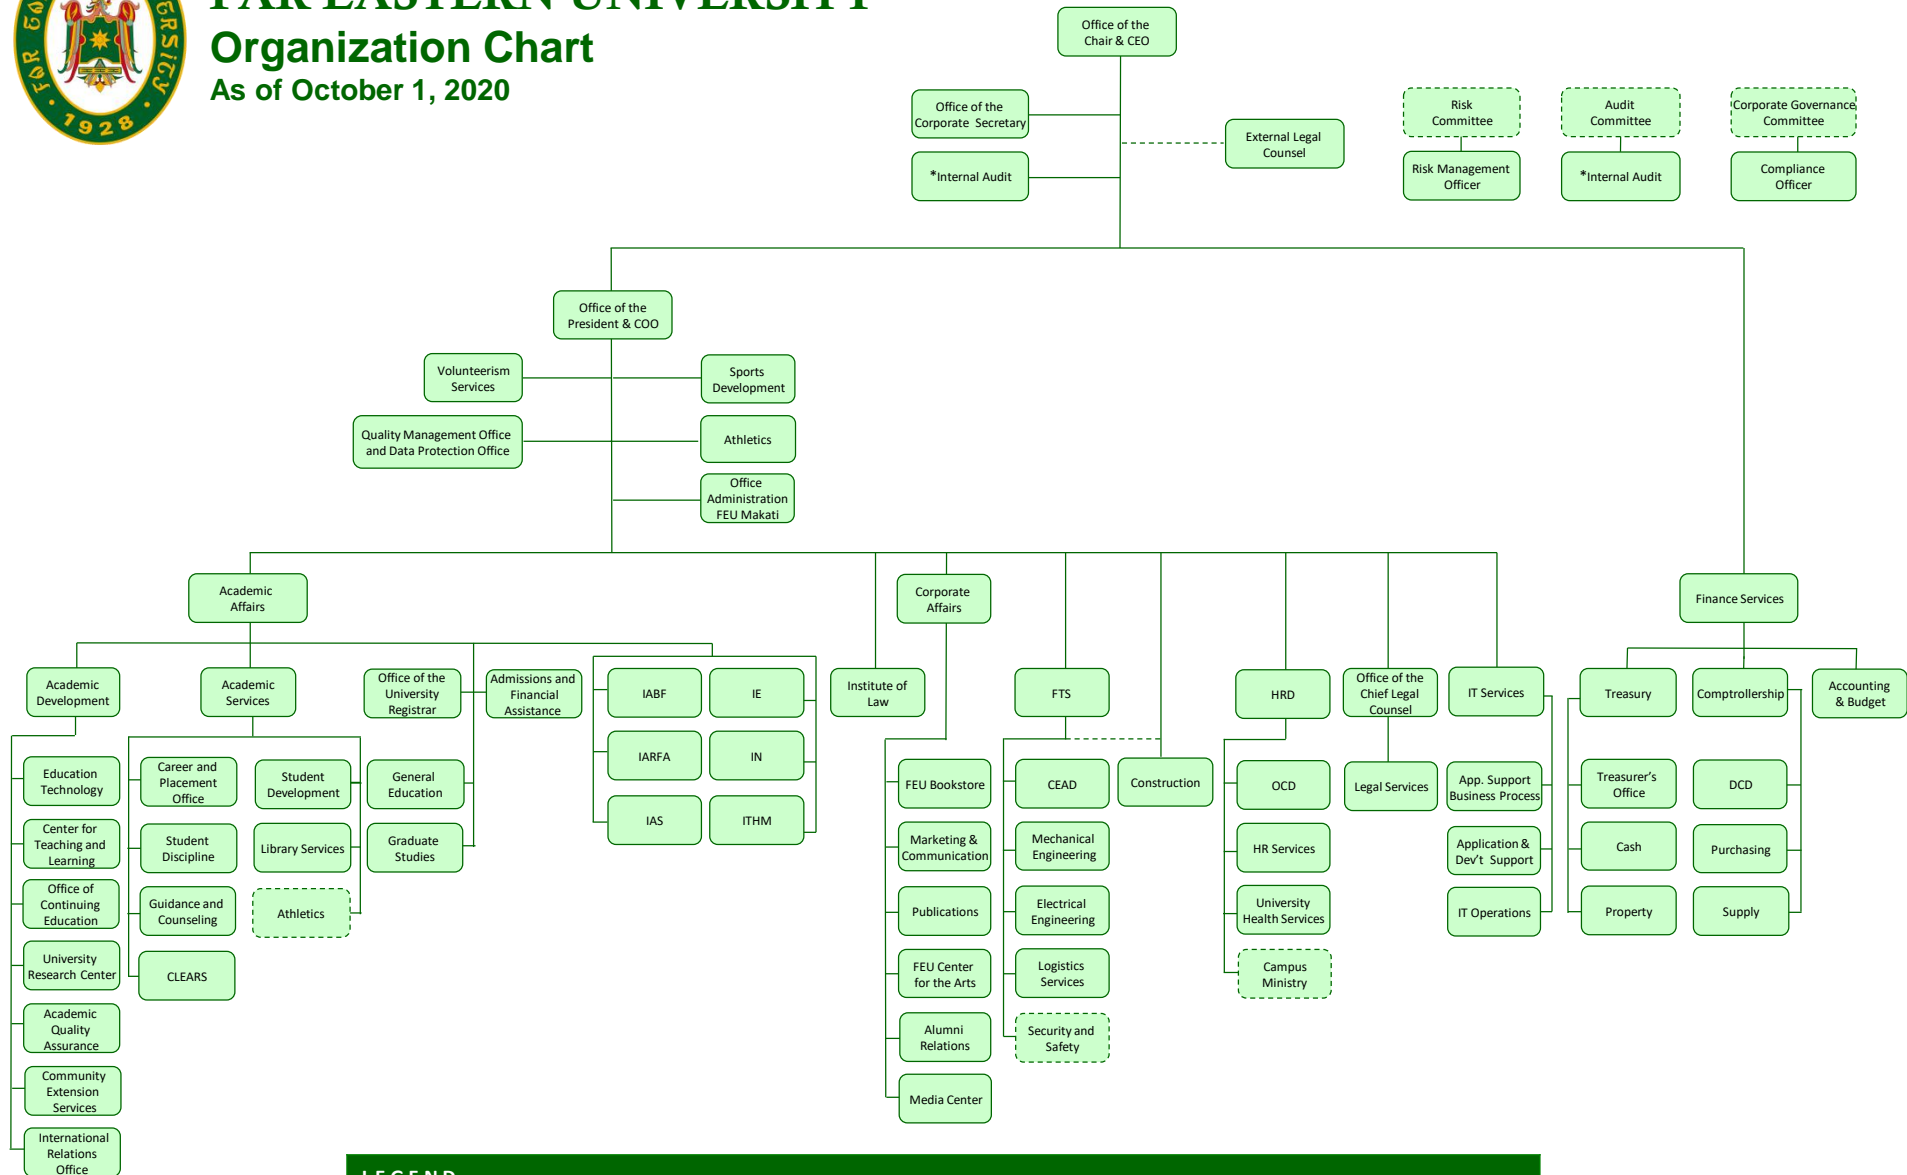 FAR EASTERN UNIVERSITY
Organization Chart
As of October 1, 2020
1928
Office of the
Chair & CEO
Office of the
Corporate Secretary
*Internal Audit
External Legal
Counsel
Risk
Committee
Risk Management
Officer
Audit
Committee
*Internal Audit
Corporate Governance
Committee
Compliance
Officer
Office of the
President & COO
Volunteerism
Services
Sports
Development
Quality Management Office
and Data Protection Office
Athletics
Office
Administration
FEU Makati
Academic
Affairs
Corporate
Affairs
Finance Services
Academic
Development
Academic
Services
Office of the
University
Registrar
Admissions and
Financial
Assistance
IABF
IE
IARFA
IN
IAS
ITHM
Institute of
Law
FTS
HRD
Office of the
Chief Legal
Counsel
IT Services
Treasury
Comptrollership
Accounting
& Budget
Education
Technology
Center for
Teaching and
Learning
Office of
Continuing
Education
University
Research Center
Academic
Quality
Assurance
Community
Extension
Services
International
Relations
Office
Career and
Placement
Office
Student
Discipline
Guidance and
Counseling
CLEARS
Student
Development
Library Services
Athletics
General
Education
Graduate
Studies
FEU Bookstore
Marketing &
Communication
Publications
FEU Center
for the Arts
Alumni
Relations
Media Center
CEAD
Mechanical
Engineering
Electrical
Engineering
Logistics
Services
Security and
Safety
Construction
OCD
HR Services
University
Health Services
Campus
Ministry
Legal Services
App. Support
Business Process
Application &
Dev't Support
IT Operations
Treasurer's
Office
Cash
Property
DCD
Purchasing
Supply
LEGEND